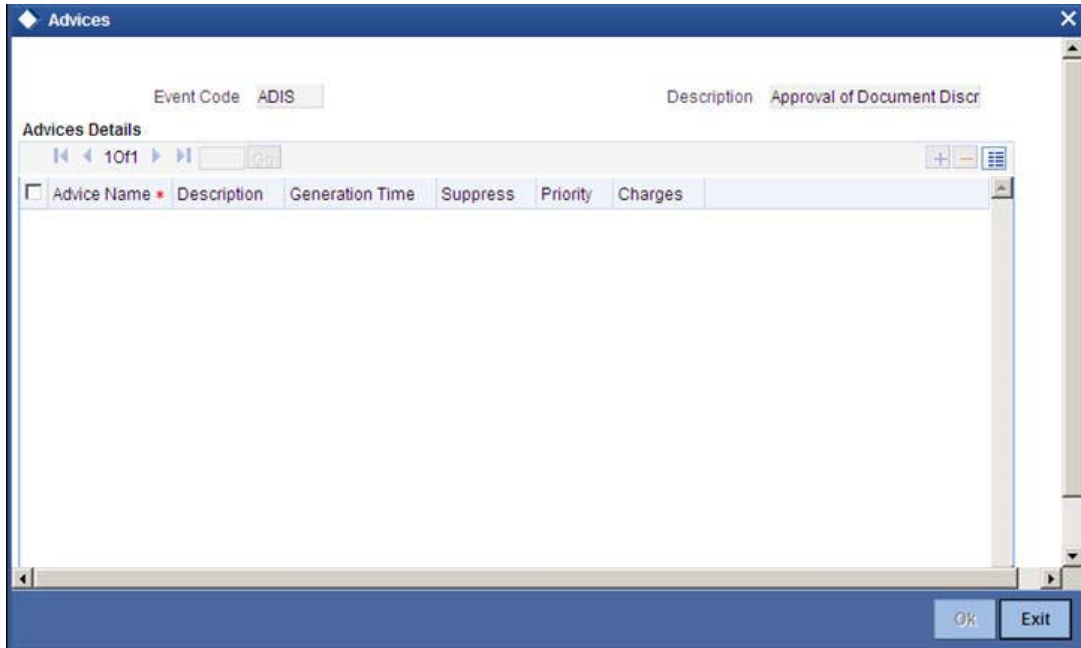 Advices
Event Code ADIS Description Approval of Document Discr
Advices Details
1Of1 Go
Advice Name * Description Generation Time Suppress Priority Charges
Ok Exit